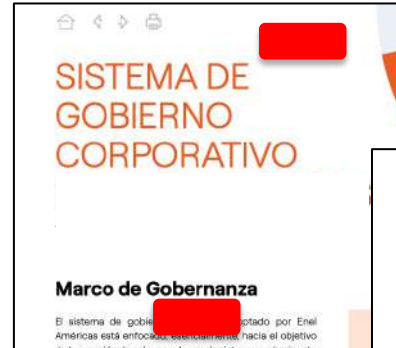 SISTEMA DE
GOBIERNO
CORPORATIVO
Marco de Gobernanza
El sistema de gobie ptado por Enel
Américas está enfocado, esencialmente, hacia el objetivo